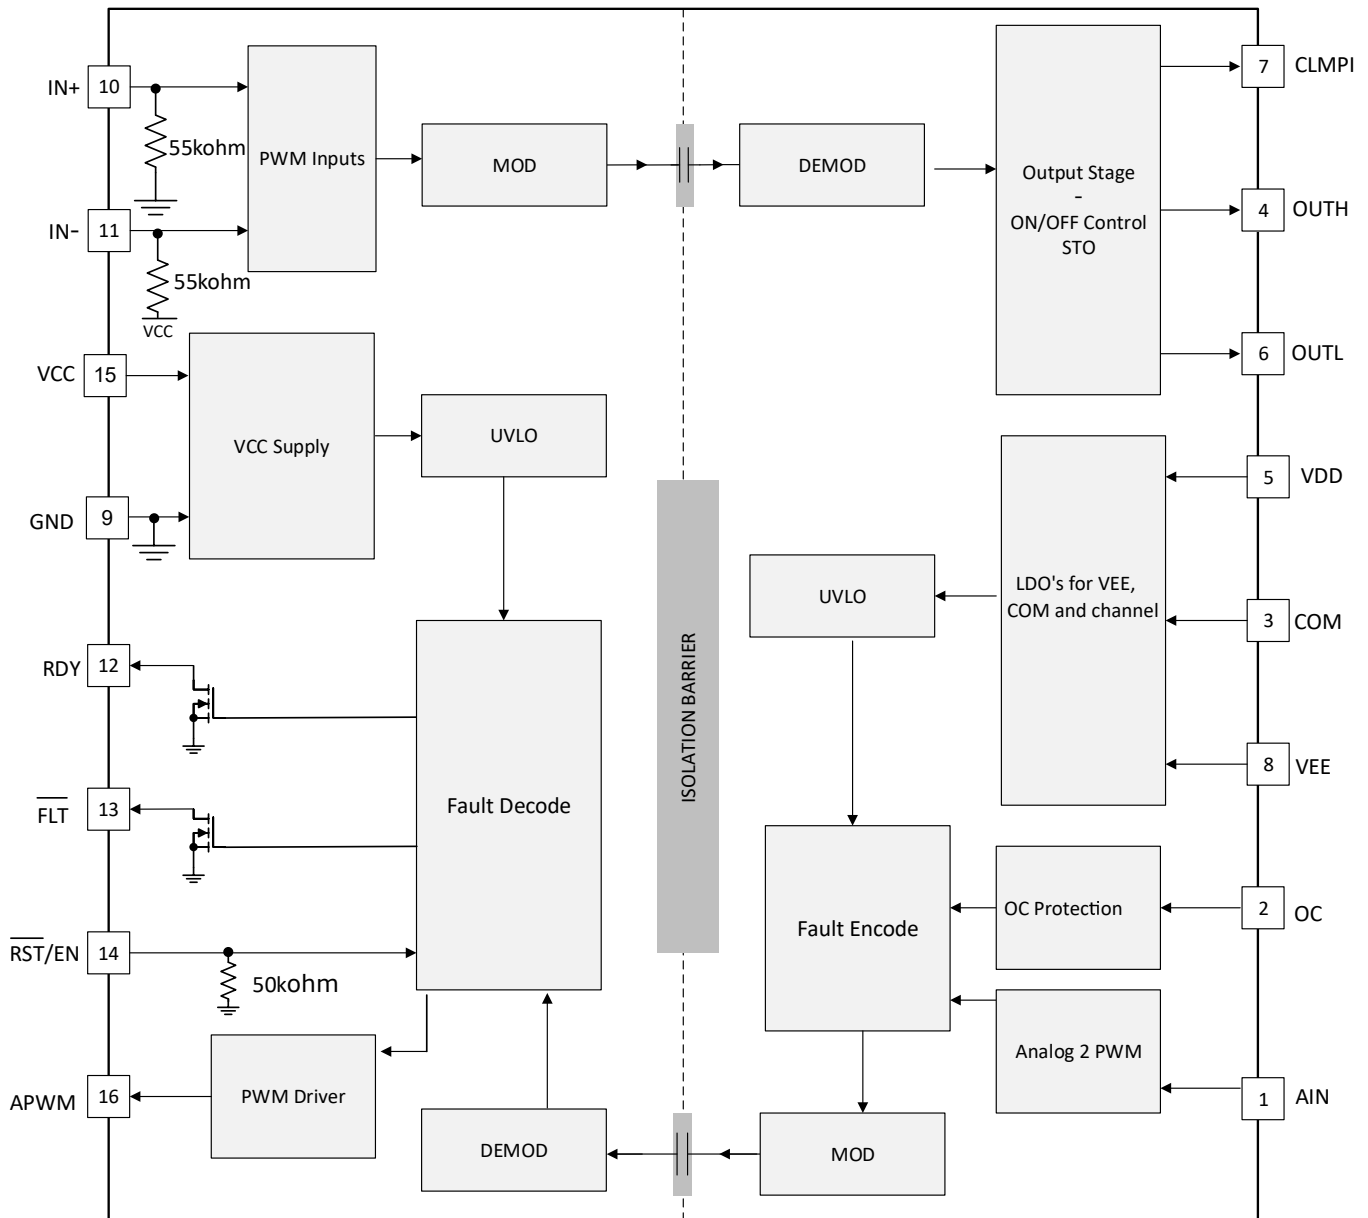 IN+
10
55kohm
IN-
11
55kohm
VCC
PWM Inputs
MOD
DEMOD
Output Stage
-
ON/OFF Control
STO
7
CLMPI
4
OUTH
6
OUTL
VCC
15
GND
9
VCC Supply
UVLO
ISOLATION BARRIER
UVLO
LDO's for VEE,
COM and channel
5
VDD
3
COM
8
VEE
RDY
12
FLT
13
RST/EN
14
50kohm
Fault Decode
Fault Encode
OC Protection
2
OC
Analog 2 PWM
1
AIN
APWM
16
PWM Driver
DEMOD
MOD